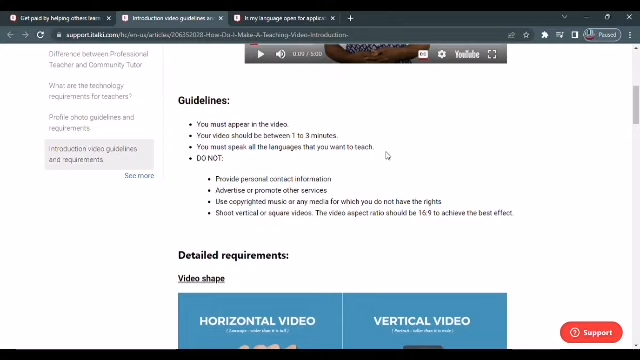 Get paid by helping others learn
Introduction video guidelines an
Is my language open for applica
support.italki.com/hc/en-us/articles/206352028-How-Do-I-Make-A-Teaching-Video-Introduction-
Paused
Difference between Professional
Teacher and Community Tutor
What are the technology
requirements for teachers?
Profile photo guidelines and
requirements
Introduction video guidelines
and requirements
See more
0:09 / 5:00
YouTube
Guidelines:
You must appear in the video.
Your video should be between 1 to 3 minutes.
You must speak all the languages that you want to teach.
DO NOT:
Provide personal contact information
Advertise or promote other services
Use copyrighted music or any media for which you do not have the rights
Shoot vertical or square videos. The video aspect ratio should be 16:9 to achieve the best effect.
Detailed requirements:
Video shape
HORIZONTAL VIDEO
VERTICAL VIDEO
Support